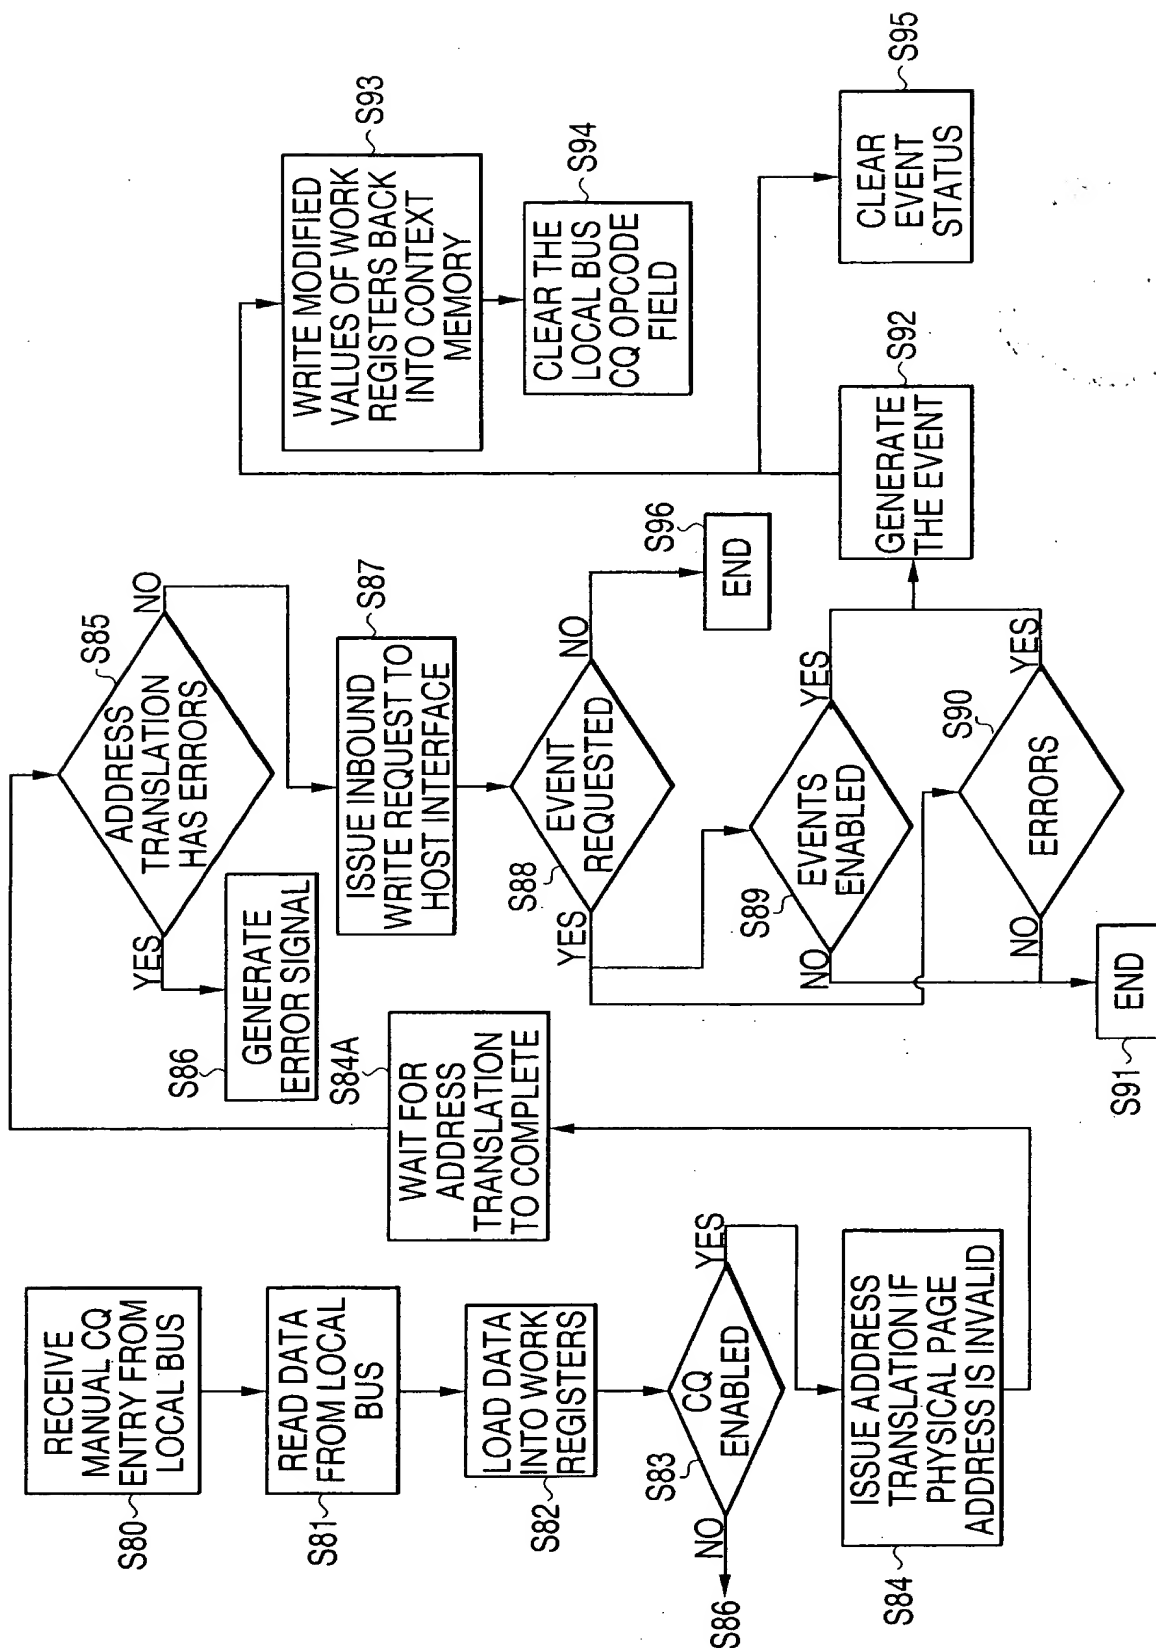 RECEIVE
MANUAL CQ
ENTRY FROM
LOCAL BUS
S80
READ DATA
FROM LOCAL
BUS
S81
LOAD DATA
INTO WORK
REGISTERS
S82
CQ
ENABLED
S83
NO
S86
YES
ISSUE ADDRESS
TRANSLATION IF
PHYSICAL PAGE
ADDRESS IS INVALID
S84
WAIT FOR
ADDRESS
TRANSLATION
TO COMPLETE
S84A
ADDRESS
TRANSLATION
HAS ERRORS
S85
YES
NO
GENERATE
ERROR SIGNAL
S86
ISSUE INBOUND
WRITE REQUEST TO
HOST INTERFACE
S87
EVENT
REQUESTED
S88
YES
NO
END
S96
EVENTS
ENABLED
S89
NO
YES
ERRORS
S90
NO
YES
END
S91
GENERATE
THE EVENT
S92
WRITE MODIFIED
VALUES OF WORK
REGISTERS BACK
INTO CONTEXT
MEMORY
S93
CLEAR THE
LOCAL BUS
CQ OPCODE
FIELD
S94
CLEAR
EVENT
STATUS
S95